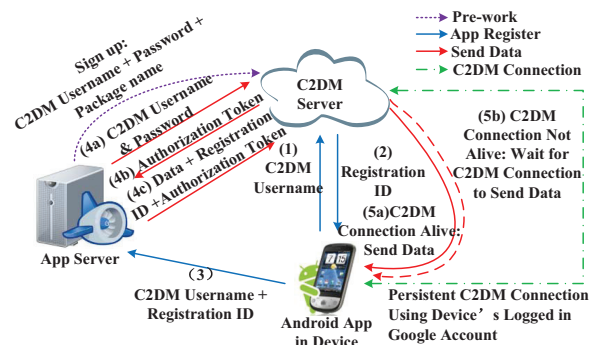 Pre-work
App Register
Send Data
C2DM Connection
Sign up:
C2DM Username + Password +
Package name
C2DM
Server
(4a) C2DM Username
& Password
(4b) Authorization Token
(4c) Data + Registration
ID +Authorization Token
(1)
C2DM
Username
(2)
Registration
ID
(5a)C2DM
Connection Alive:
Send Data
(5b) C2DM
Connection Not
Alive: Wait for
C2DM Connection
to Send Data
App Server
(3)
C2DM Username +
Registration ID
Android App
in Device
Persistent C2DM Connection
Using Device's Logged in
Google Account